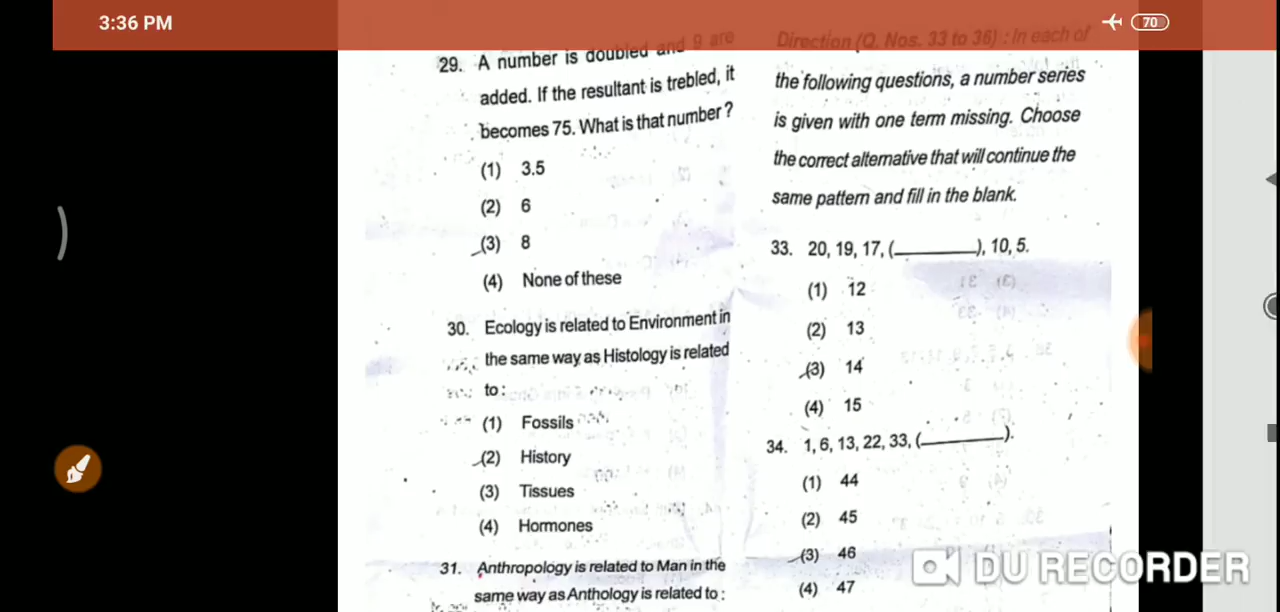 3:36 PM
70
29. A number is doubled and 9 are
added. If the resultant is trebled, it
becomes 75. What is that number?
(1) 3.5
(2) 6
(3) 8
(4) None of these
30. Ecology is related to Environment in
the same way as Histology is related
to:
(1) Fossils
(2) History
(3) Tissues
(4) Hormones
31. Anthropology is related to Man in the
same way as Anthology is related to:
Direction (Q. Nos. 33 to 36) : In each of
the following questions, a number series
is given with one term missing. Choose
the correct alternative that will continue the
same pattern and fill in the blank.
33. 20, 19, 17, (________), 10, 5.
(1) 12
(2) 13
(3) 14
(4) 15
34. 1, 6, 13, 22, 33, (________).
(1) 44
(2) 45
(3) 46
(4) 47
DU RECORDER